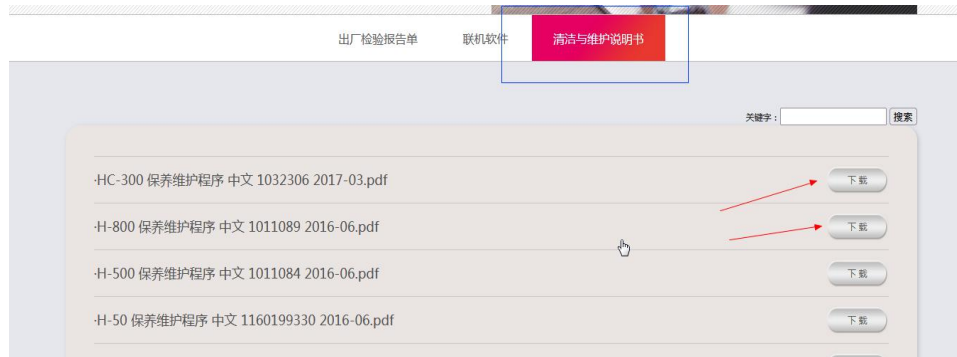 出厂检验报告单 联机软件 清洁与维护说明书
关键字： 搜索
·HC-300 保养维护程序 中文 1032306 2017-03.pdf 下载
·H-800 保养维护程序 中文 1011089 2016-06.pdf 下载
·H-500 保养维护程序 中文 1011084 2016-06.pdf 下载
·H-50 保养维护程序 中文 1160199330 2016-06.pdf 下载